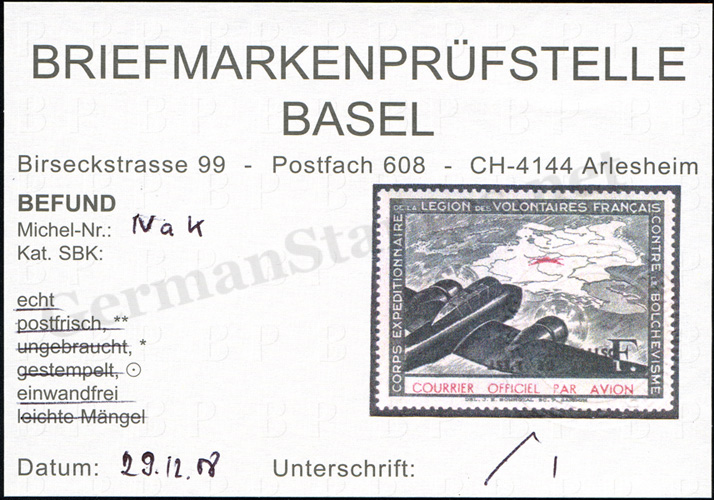 BRIEFMARKENPRÜFSTELLE
BASEL
Birseckstrasse 99 - Postfach 608 - CH-4144 Arlesheim
BEFUND
Michel-Nr.: Na k
Kat. SBK:
echt
postfrisch, **
ungebraucht, *
gestempelt, ⊙
einwandfrei
leichte Mängel
Datum: 29.12.08 Unterschrift:
DE LA LEGION DES VOLONTAIRES FRANÇAIS
CORPS EXPEDITIONNAIRE
CONTRE LE BOLCHEVISME
F.
COURRIER OFFICIEL PAR AVION